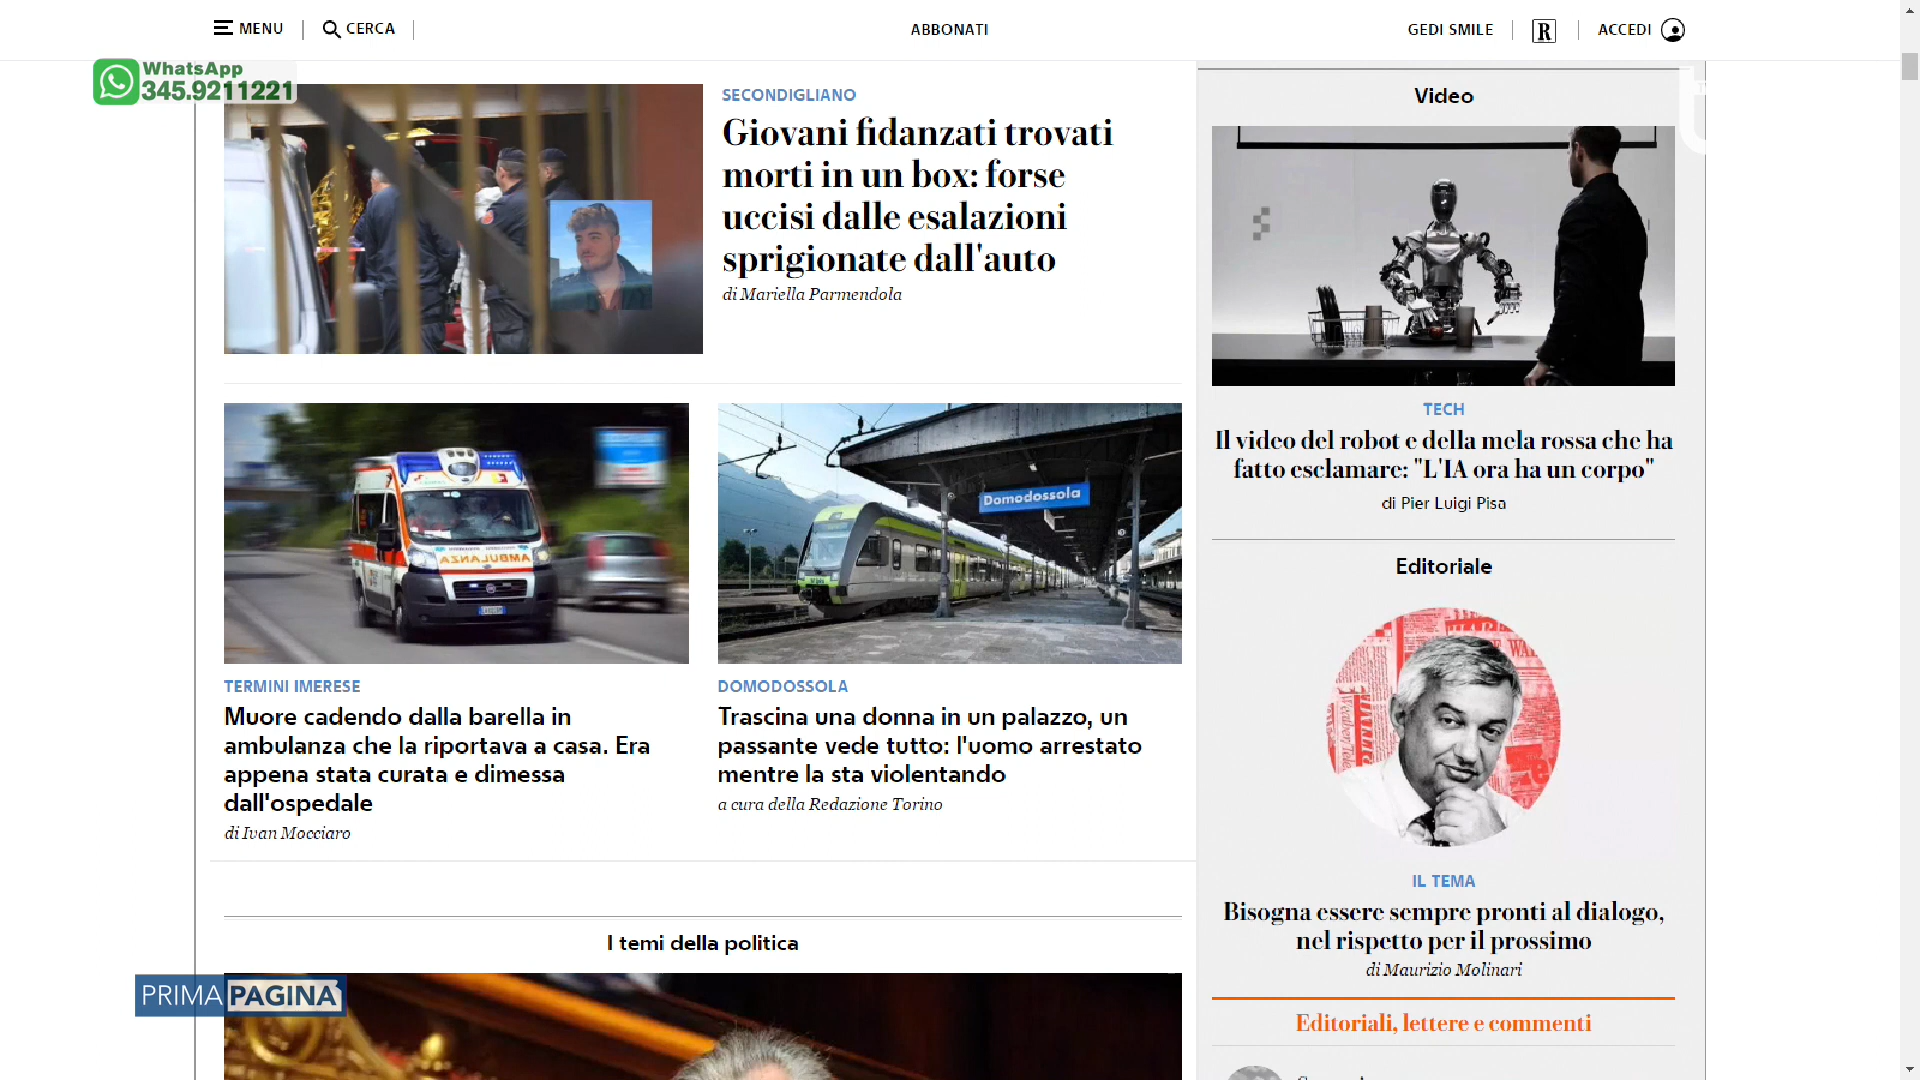 MENU
CERCA
ABBONATI
GEDI SMILE
R
ACCEDI
WhatsApp
345.9211221
SECONDIGLIANO
Giovani fidanzati trovati
morti in un box: forse
uccisi dalle esalazioni
sprigionate dall'auto
di Mariella Parmendola
AMBULANZA
TERMINI IMERESE
Muore cadendo dalla barella in
ambulanza che la riportava a casa. Era
appena stata curata e dimessa
dall'ospedale
di Ivan Mocciaro
Domodossola
DOMODOSSOLA
Trascina una donna in un palazzo, un
passante vede tutto: l'uomo arrestato
mentre la sta violentando
a cura della Redazione Torino
I temi della politica
PRIMA PAGINA
Video
TECH
Il video del robot e della mela rossa che ha
fatto esclamare: "L'IA ora ha un corpo"
di Pier Luigi Pisa
Editoriale
IL TEMA
Bisogna essere sempre pronti al dialogo,
nel rispetto per il prossimo
di Maurizio Molinari
Editoriali, lettere e commenti